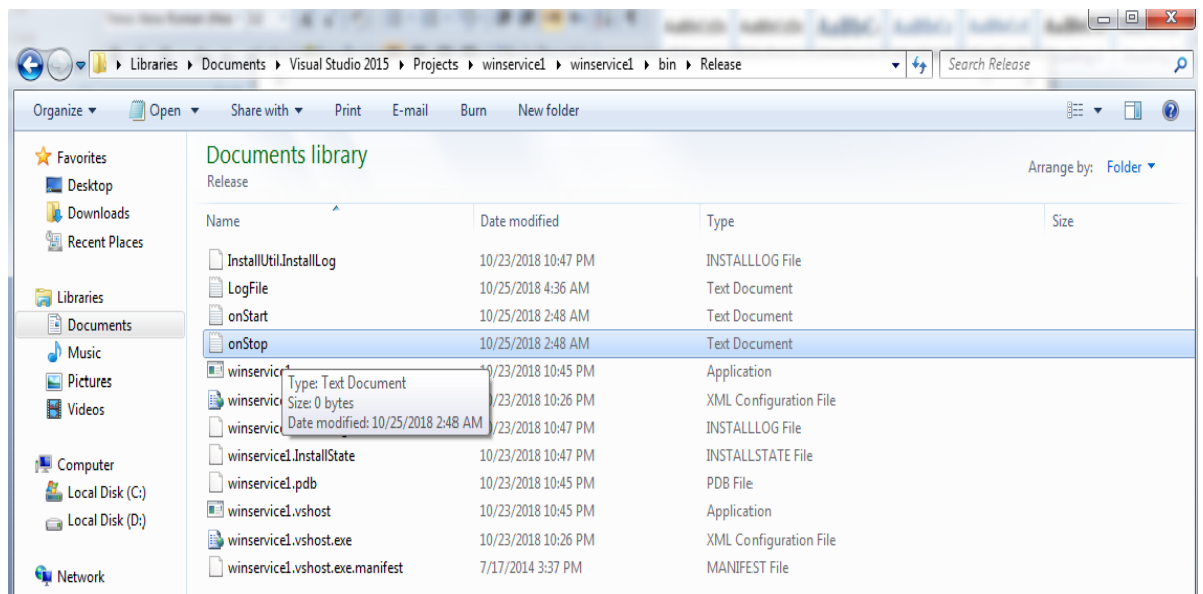 Libraries Documents Visual Studio 2015 Projects winservice1 winservice1 bin Release Search Release
Organize Open Share with Print E-mail Burn New folder
Favorites
Desktop
Downloads
Recent Places
Libraries
Documents
Music
Pictures
Videos
Computer
Local Disk (C:)
Local Disk (D:)
Network
Documents library
Release
Arrange by: Folder
Name Date modified Type Size
InstallUtil.InstallLog 10/23/2018 10:47 PM INSTALLLOG File
LogFile 10/25/2018 4:36 AM Text Document
onStart 10/25/2018 2:48 AM Text Document
onStop 10/25/2018 2:48 AM Text Document
Application
XML Configuration File
INSTALLLOG File
Type: Text Document
Size: 0 bytes
Date modified: 10/25/2018 2:48 AM
winservice1.InstallState 10/23/2018 10:47 PM INSTALLSTATE File
winservice1.pdb 10/23/2018 10:45 PM PDB File
winservice1.vshost 10/23/2018 10:45 PM Application
winservice1.vshost.exe 10/23/2018 10:26 PM XML Configuration File
winservice1.vshost.exe.manifest 7/17/2014 3:37 PM MANIFEST File